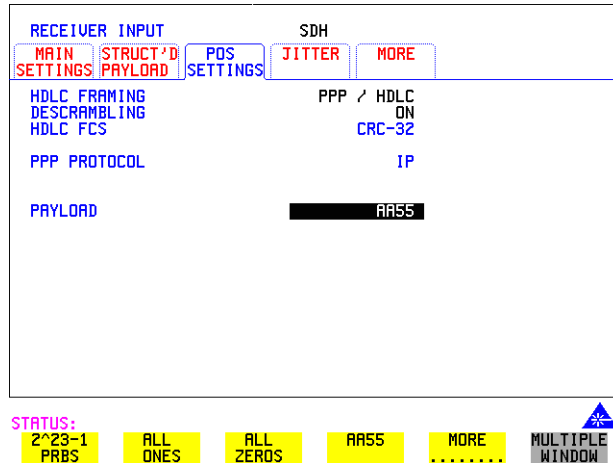 RECEIVER INPUT SDH
MAIN STRUCT'D POS JITTER MORE
SETTINGS PAYLOAD SETTINGS
HDLC FRAMING PPP / HDLC
DESCRAMBLING ON
HDLC FCS CRC-32
PPP PROTOCOL IP
PAYLOAD AA55
STATUS:
2^23-1 ALL ALL AA55 MORE MULTIPLE
PRBS ONES ZEROS ........ WINDOW